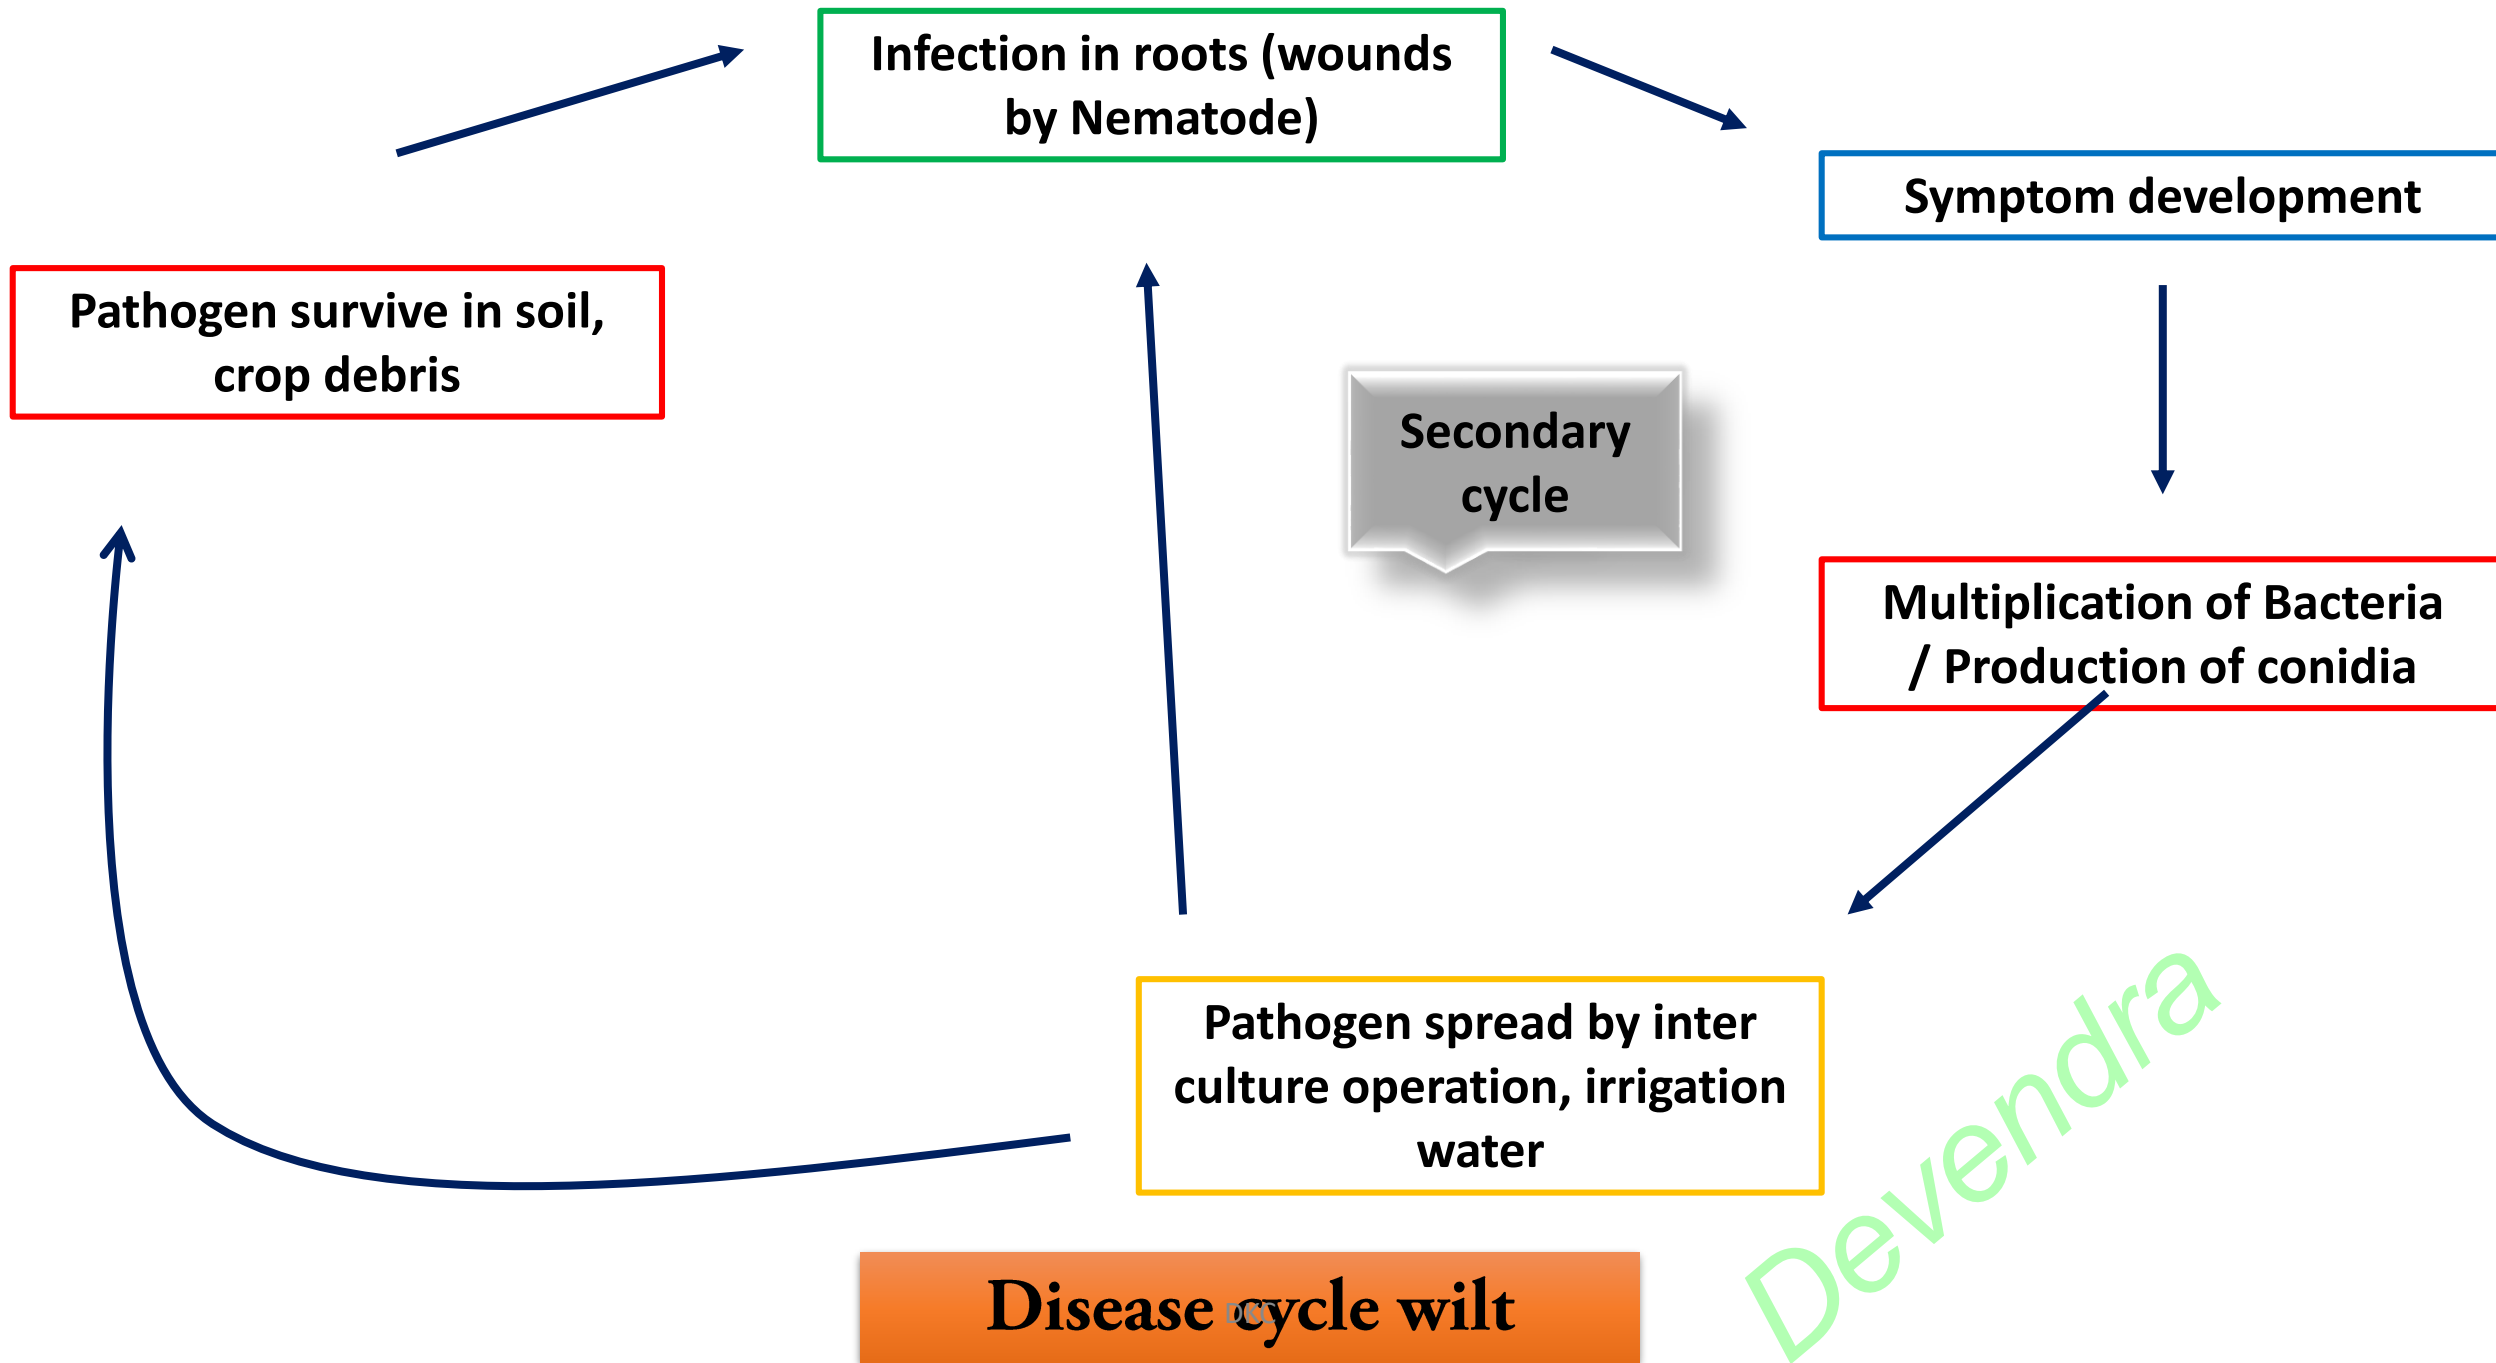 Infection in roots (wounds
by Nematode)
Symptom development
Pathogen survive in soil,
crop debris
Secondary
cycle
Multiplication of Bacteria
/ Production of conidia
Pathogen spread by inter
culture operation, irrigation
water
Disease cycle wilt
DKC
Devendra